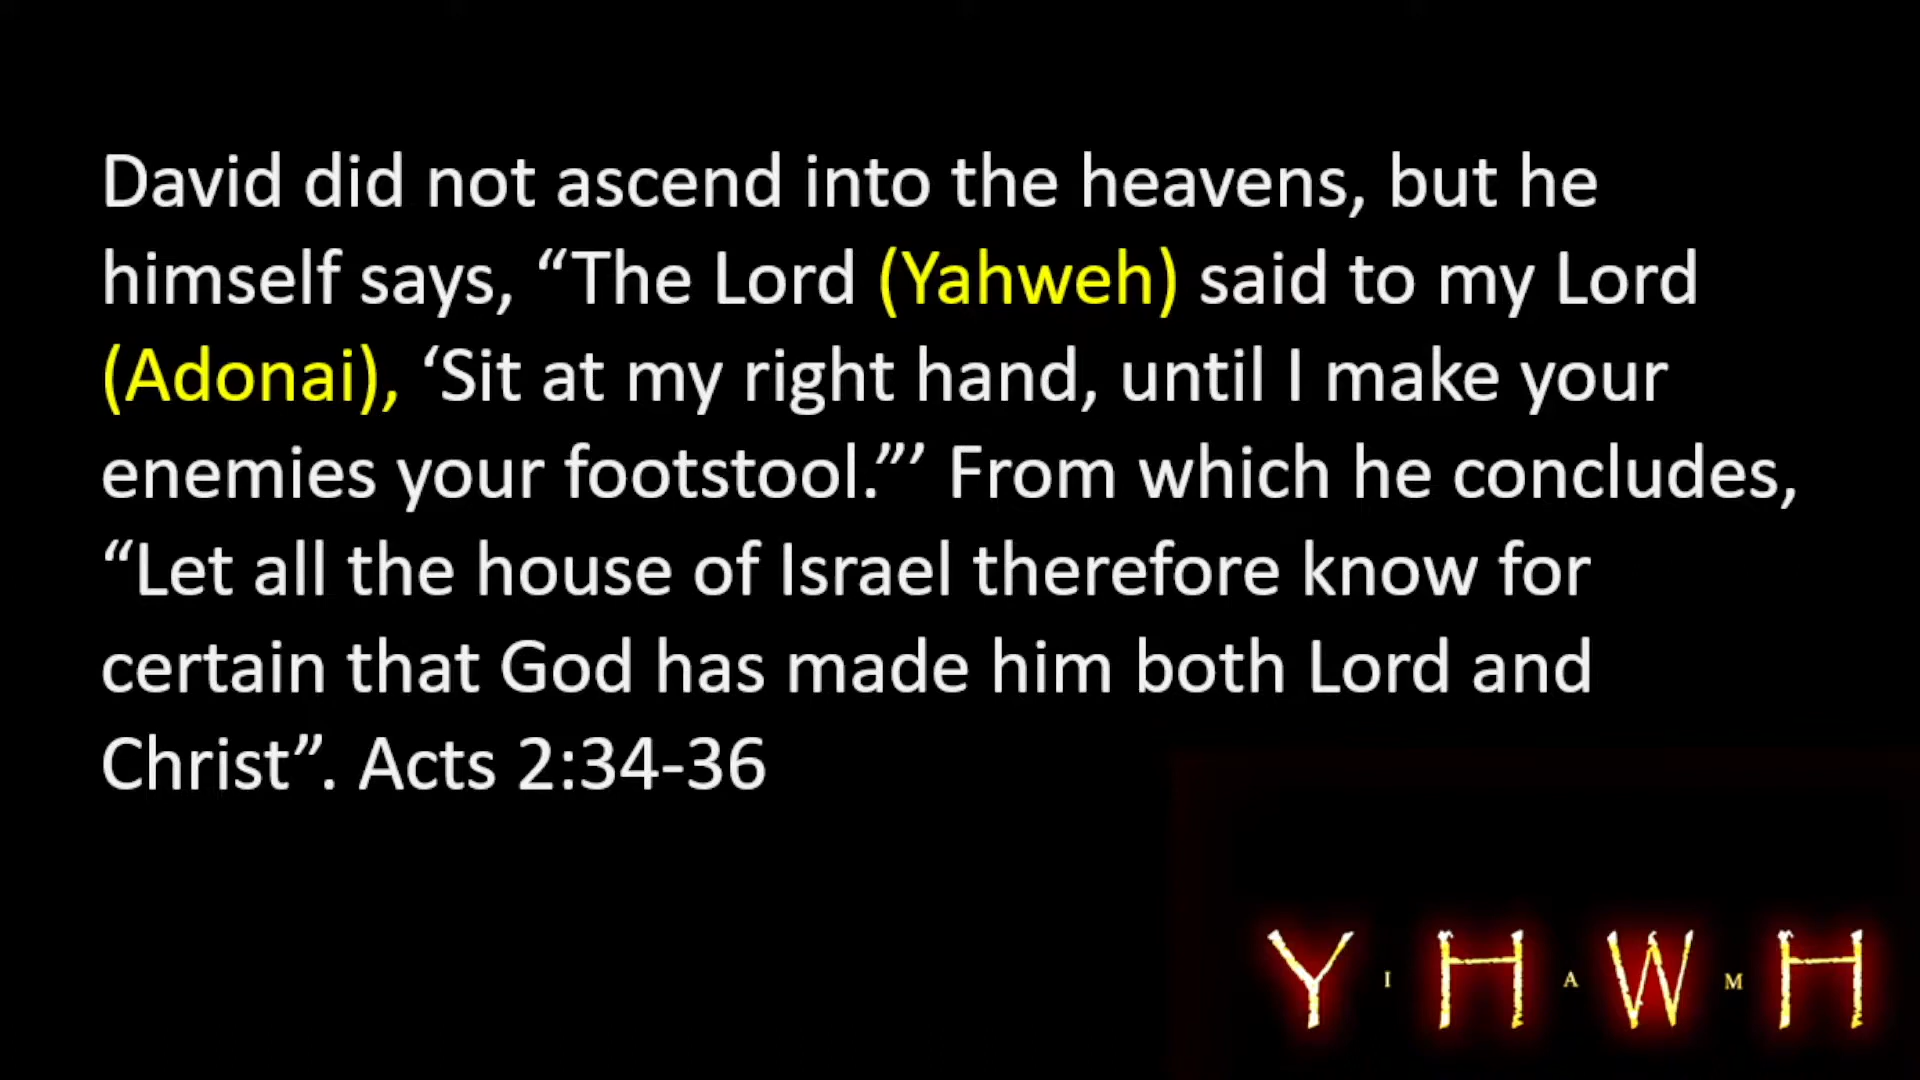 David did not ascend into the heavens, but he
himself says, “The Lord (Yahweh) said to my Lord
(Adonai), ‘Sit at my right hand, until I make your
enemies your footstool.”’ From which he concludes,
“Let all the house of Israel therefore know for
certain that God has made him both Lord and
Christ”. Acts 2:34-36
Y I H A W M H